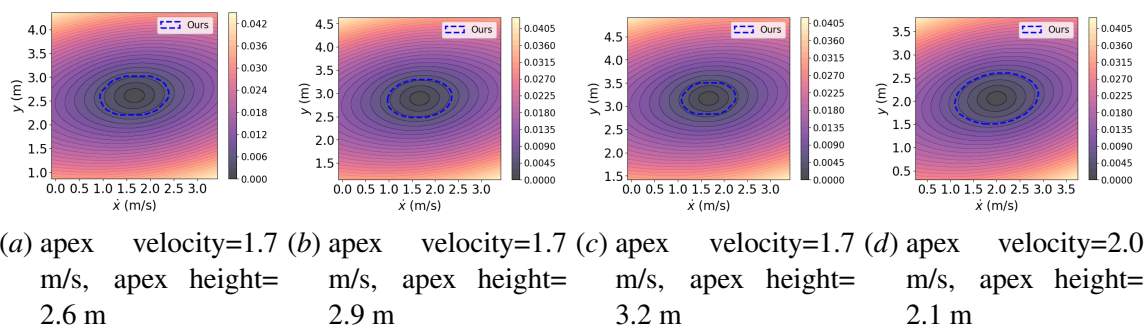 Ours
4.0
3.5
3.0
2.5
2.0
1.5
1.0
y (m)
0.0 0.5 1.0 1.5 2.0 2.5 3.0
ẋ (m/s)
0.042
0.036
0.030
0.024
0.018
0.012
0.006
0.000
Ours
4.5
4.0
3.5
3.0
2.5
2.0
1.5
y (m)
0.0 0.5 1.0 1.5 2.0 2.5 3.0
ẋ (m/s)
0.0405
0.0360
0.0315
0.0270
0.0225
0.0180
0.0135
0.0090
0.0045
0.0000
Ours
4.5
4.0
3.5
3.0
2.5
2.0
1.5
y (m)
0.0 0.5 1.0 1.5 2.0 2.5 3.0
ẋ (m/s)
0.0405
0.0360
0.0315
0.0270
0.0225
0.0180
0.0135
0.0090
0.0045
0.0000
Ours
3.5
3.0
2.5
2.0
1.5
1.0
0.5
y (m)
0.5 1.0 1.5 2.0 2.5 3.0 3.5
ẋ (m/s)
0.0405
0.0360
0.0315
0.0270
0.0225
0.0180
0.0135
0.0090
0.0045
0.0000
(a) apex velocity=1.7
m/s, apex height=
2.6 m
(b) apex velocity=1.7
m/s, apex height=
2.9 m
(c) apex velocity=1.7
m/s, apex height=
3.2 m
(d) apex velocity=2.0
m/s, apex height=
2.1 m